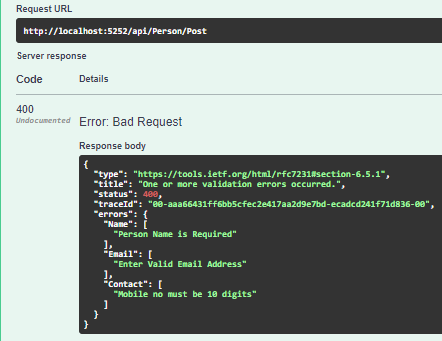 Request URL
http://localhost:5252/api/Person/Post
Server response
Code Details
400
Undocumented
Error: Bad Request
Response body
{
  "type": "https://tools.ietf.org/html/rfc7231#section-6.5.1",
  "title": "One or more validation errors occurred.",
  "status": 400,
  "traceId": "00-aaa66431ff6bb5cfec2e417aa2d9e7bd-ecadcd241f71d836-00",
  "errors": {
    "Name": [
      "Person Name is Required"
    ],
    "Email": [
      "Enter Valid Email Address"
    ],
    "Contact": [
      "Mobile no must be 10 digits"
    ]
  }
}